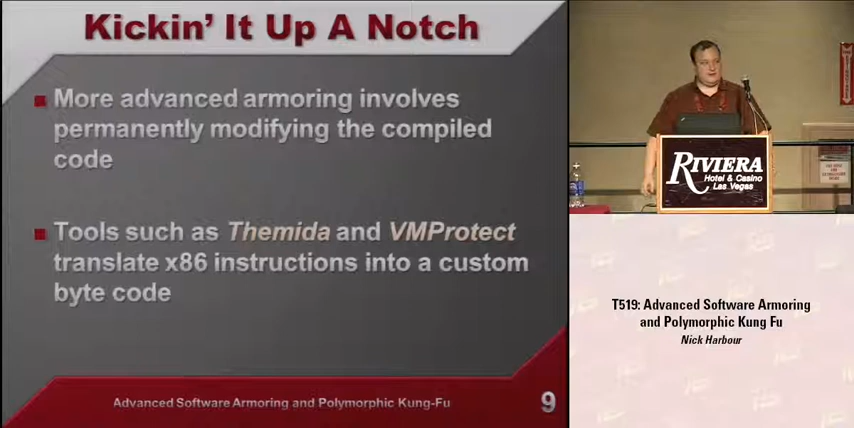 Kickin' It Up A Notch
More advanced armoring involves
permanently modifying the compiled
code
Tools such as Themida and VMProtect
translate x86 instructions into a custom
byte code
Advanced Software Armoring and Polymorphic Kung-Fu
9
RIVIERA
Hotel & Casino
Las Vegas
T519: Advanced Software Armoring
and Polymorphic Kung Fu
Nick Harbour